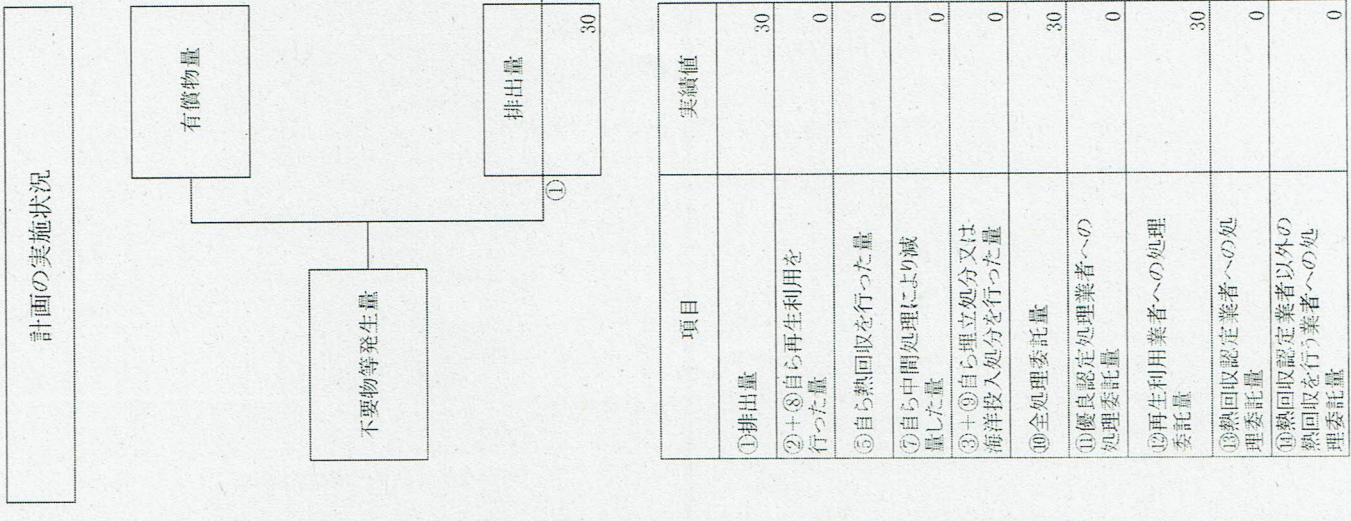 計画の実施状況
有償物量
不要物等発生量
排出量
①
30
項目
実績値
①排出量
30
②+⑧自ら再生利用を
行った量
0
⑤自ら熱回収を行った量
0
⑦自ら中間処理により減
量した量
0
③+⑨自ら埋立処分又は
海洋投入処分を行った量
0
⑩全処理委託量
30
⑪優良認定処理業者への
処理委託量
0
⑫再生利用業者への処理
委託量
30
⑬熱回収認定業者への処
理委託量
0
⑭熱回収認定業者以外の
熱回収を行う業者への処
理委託量
0